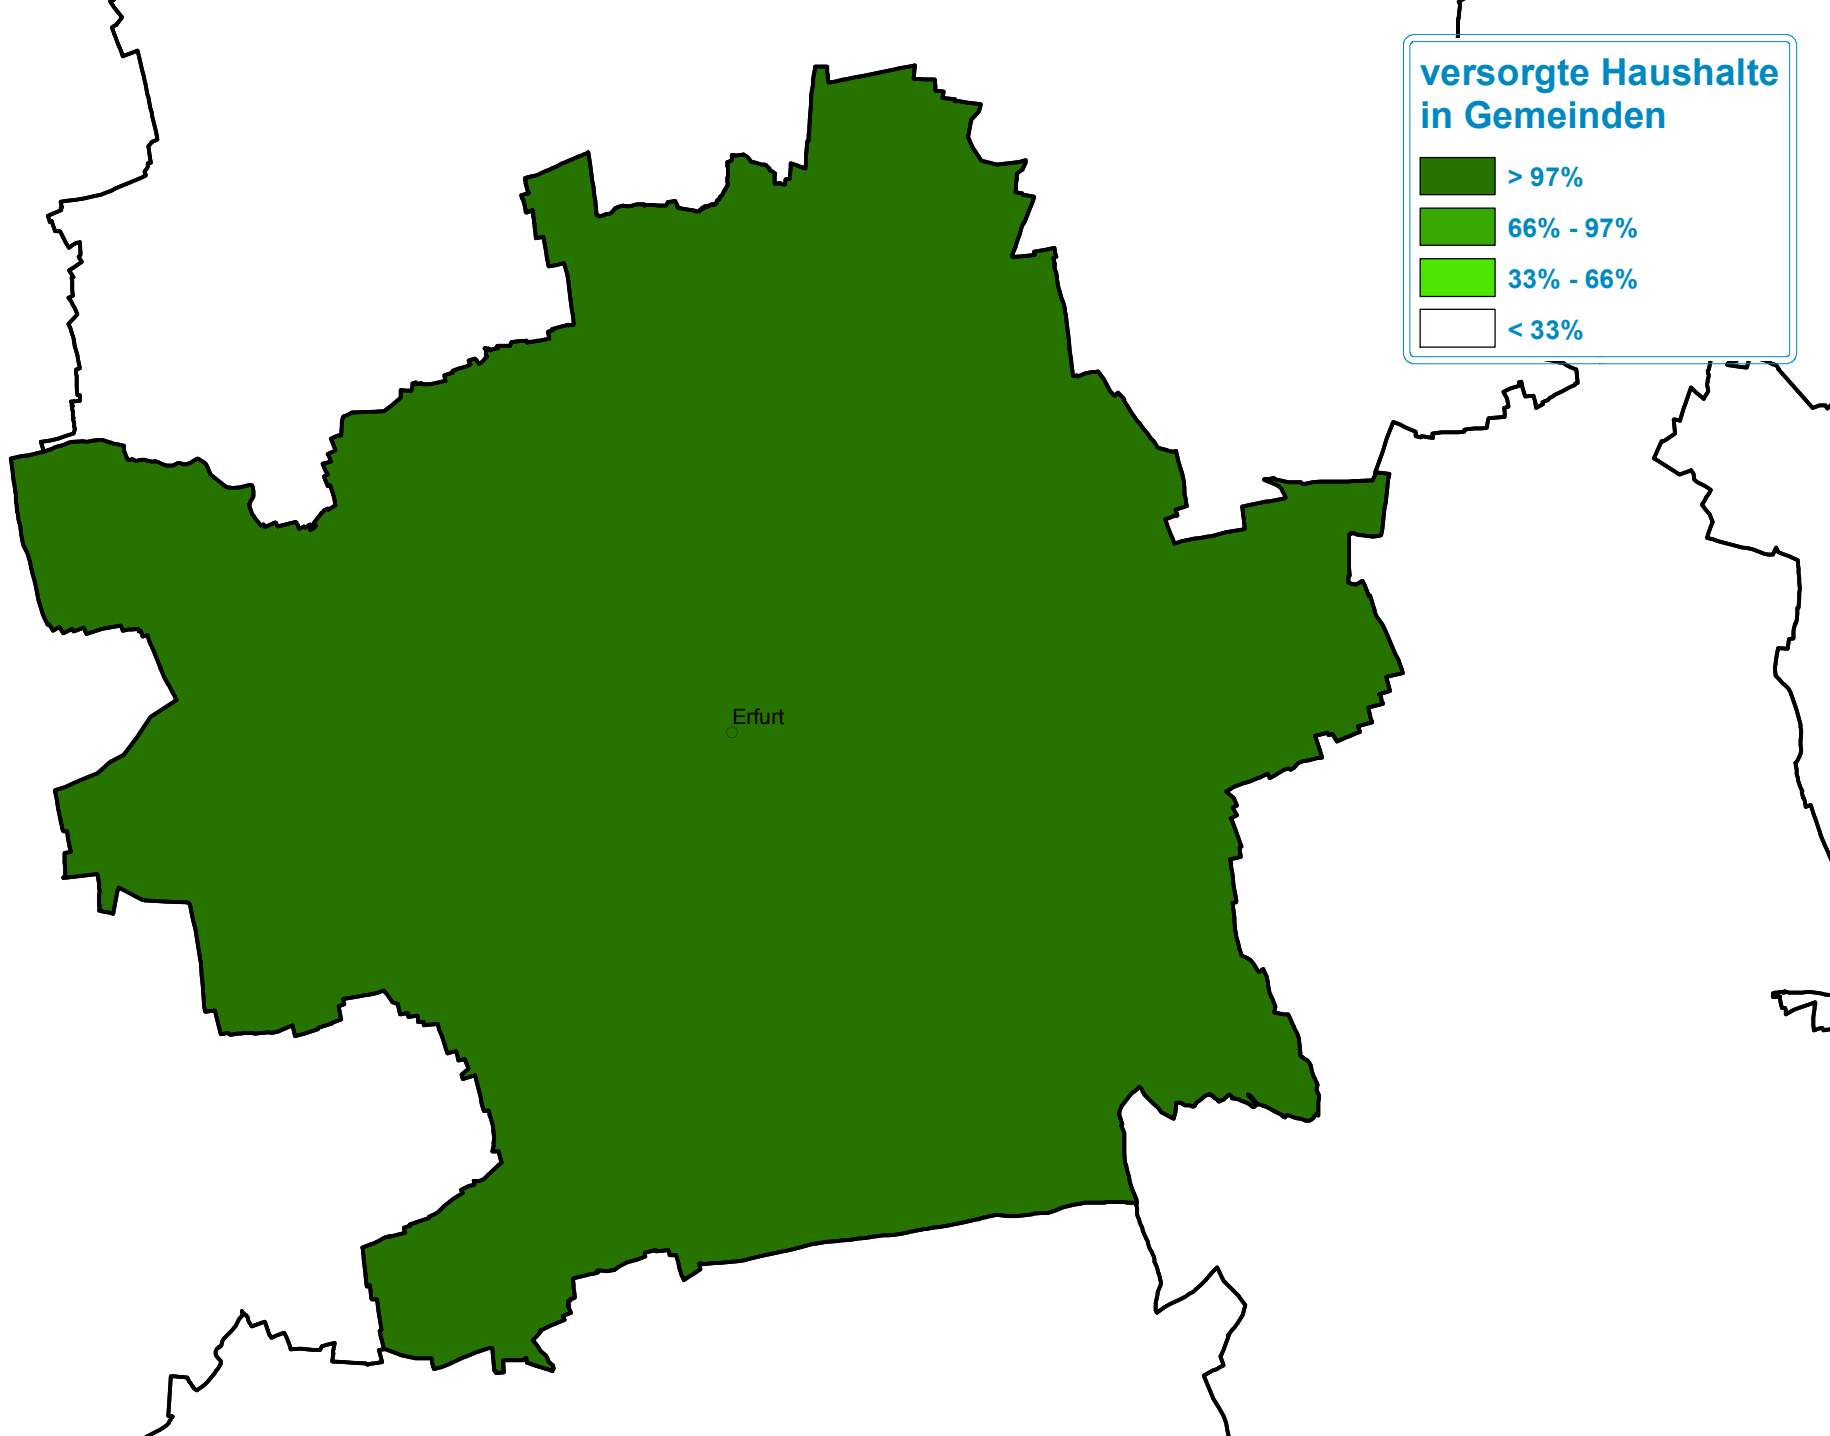 versorgte Haushalte
in Gemeinden
> 97%
66% - 97%
33% - 66%
< 33%
Erfurt